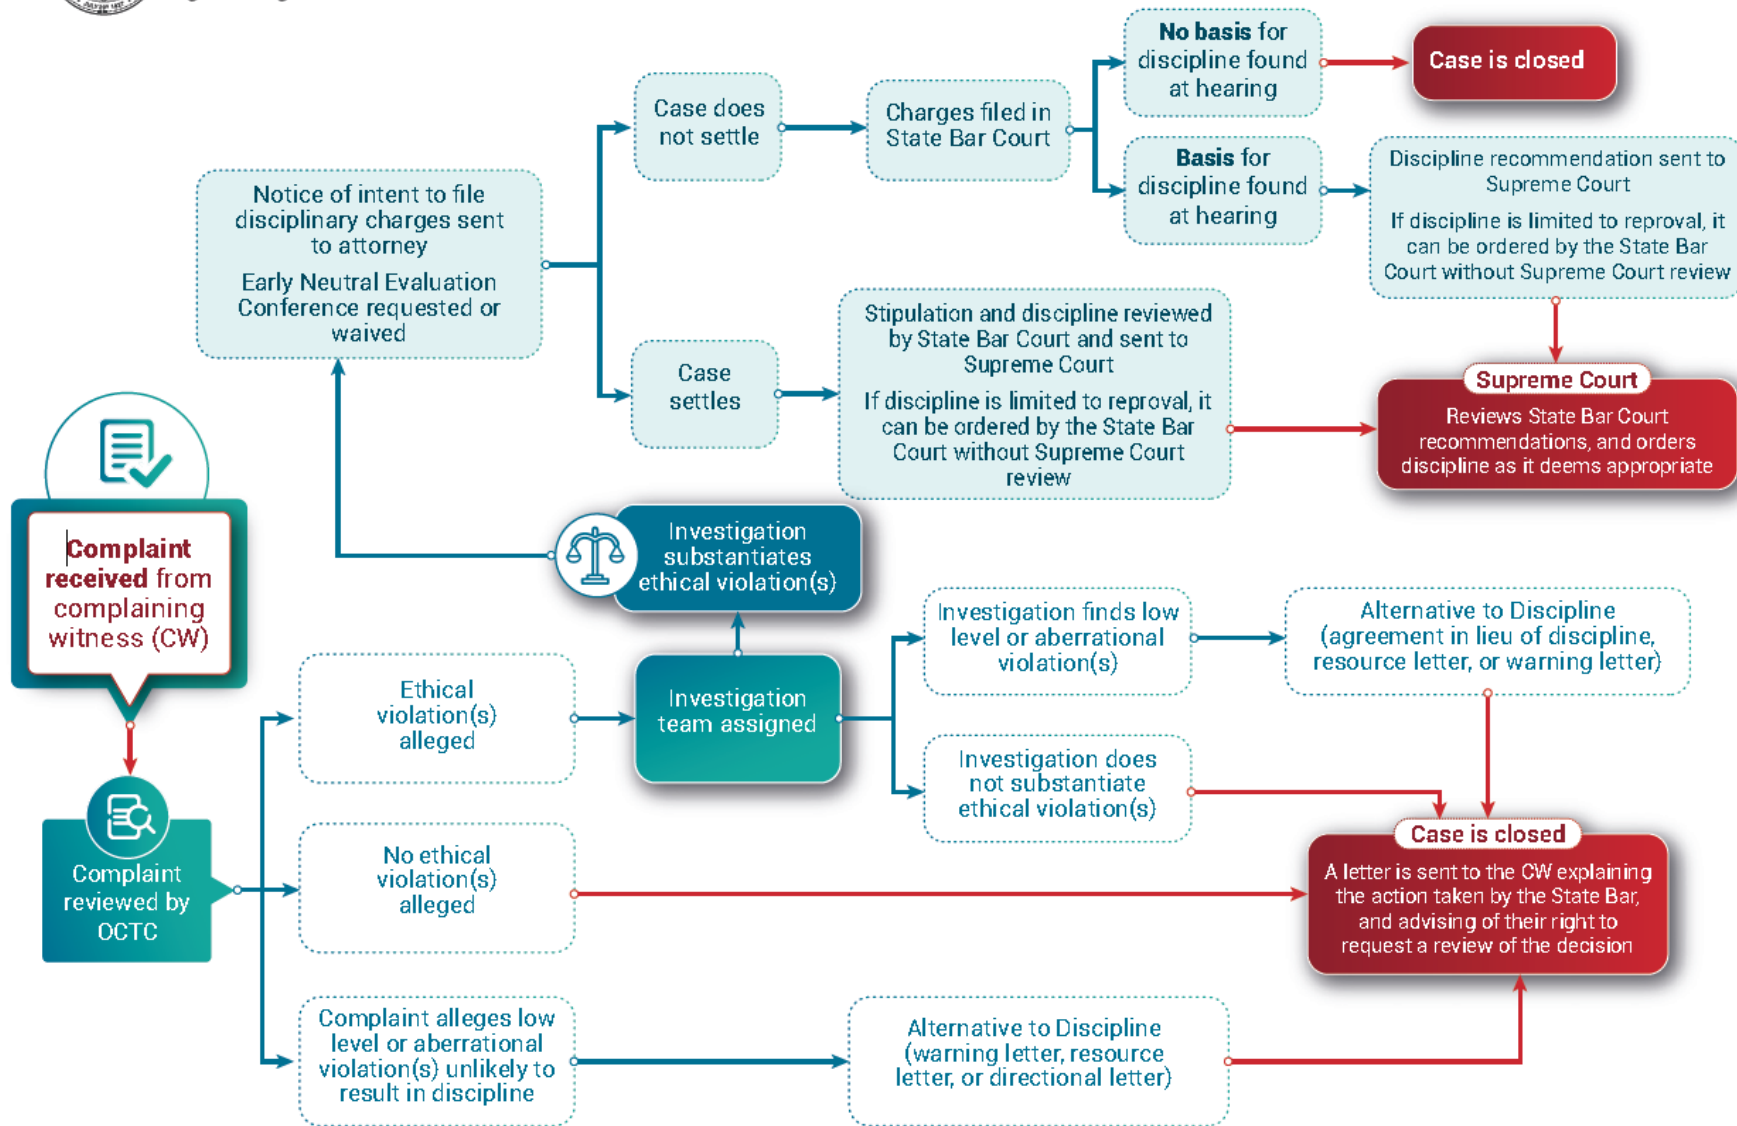 No basis for
discipline found
at hearing
Case is closed
Case does
not settle
Charges filed in
State Bar Court
Basis for
discipline found
at hearing
Discipline recommendation sent to
Supreme Court
If discipline is limited to reproval, it
can be ordered by the State Bar
Court without Supreme Court review
Notice of intent to file
disciplinary charges sent
to attorney
Early Neutral Evaluation
Conference requested or
waived
Case
settles
Stipulation and discipline reviewed
by State Bar Court and sent to
Supreme Court
If discipline is limited to reproval, it
can be ordered by the State Bar
Court without Supreme Court
review
Supreme Court
Reviews State Bar Court
recommendations, and orders
discipline as it deems appropriate
Complaint
received from
complaining
witness (CW)
Investigation
substantiates
ethical violation(s)
Investigation finds low
level or aberrational
violation(s)
Alternative to Discipline
(agreement in lieu of discipline,
resource letter, or warning letter)
Ethical
violation(s)
alleged
Investigation
team assigned
Investigation does
not substantiate
ethical violation(s)
Complaint
reviewed by
OCTC
No ethical
violation(s)
alleged
Case is closed
A letter is sent to the CW explaining
the action taken by the State Bar,
and advising of their right to
request a review of the decision
Complaint alleges low
level or aberrational
violation(s) unlikely to
result in discipline
Alternative to Discipline
(warning letter, resource
letter, or directional letter)